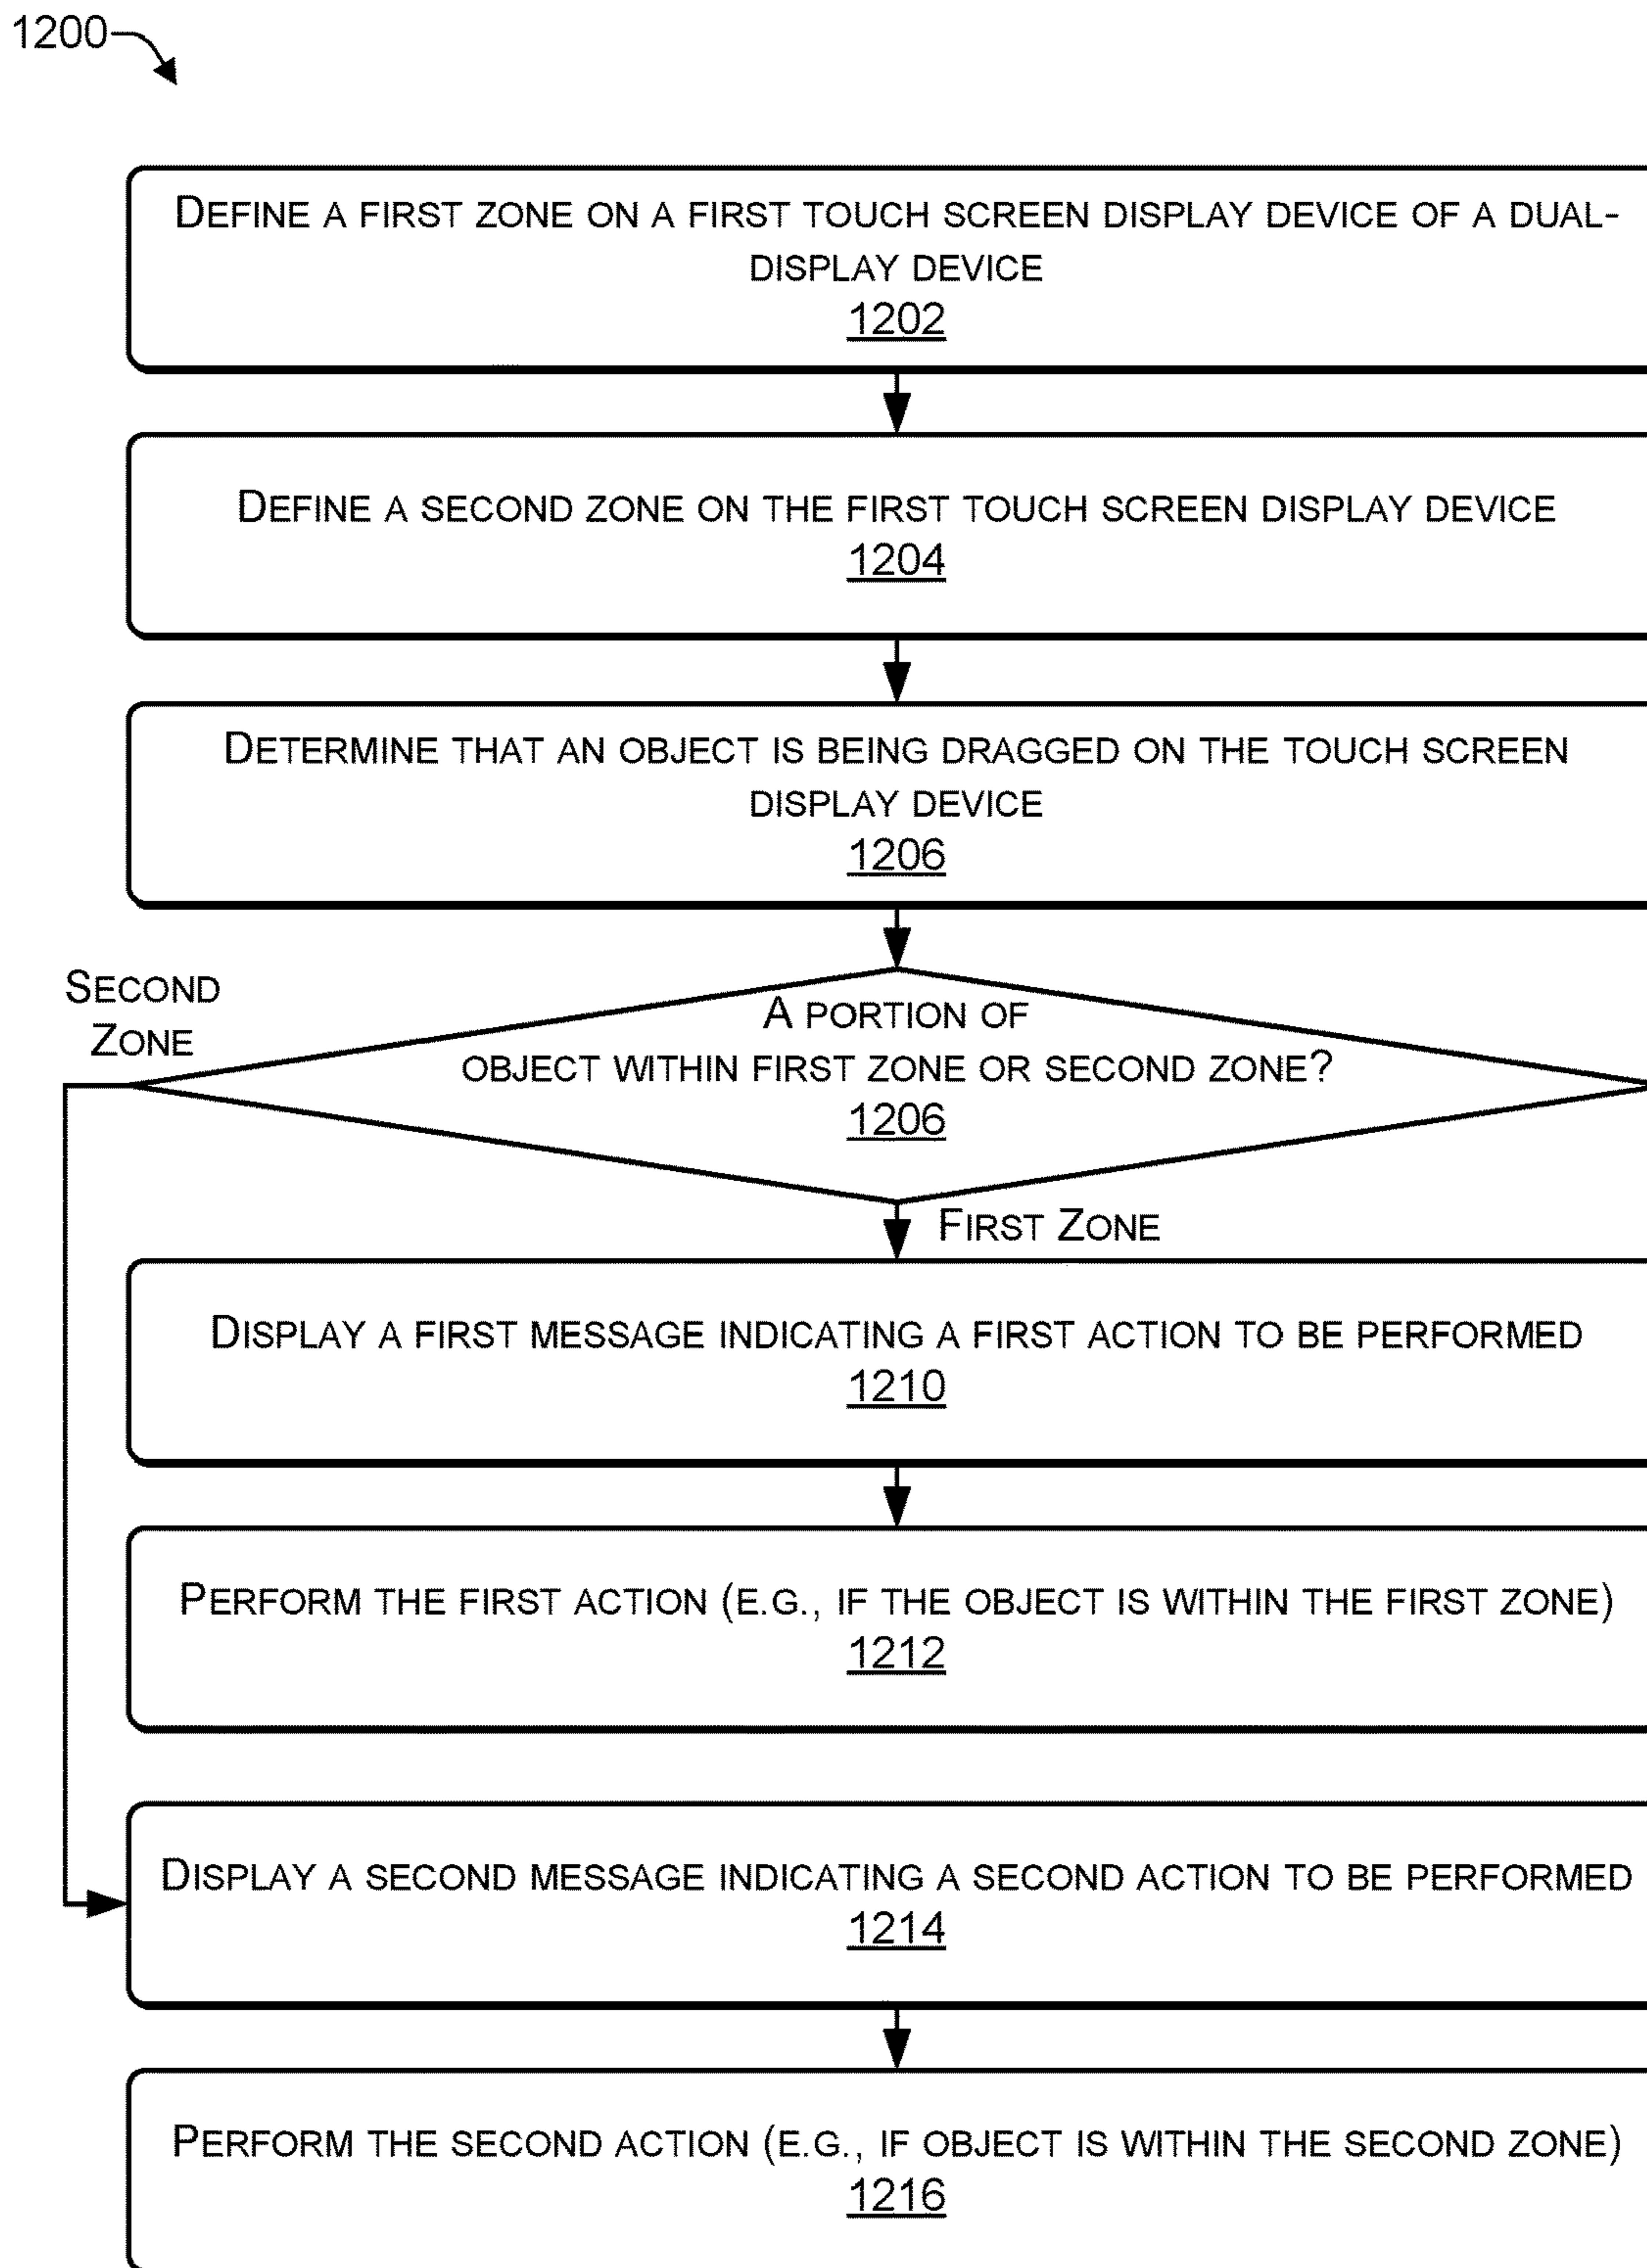 1200
DEFINE A FIRST ZONE ON A FIRST TOUCH SCREEN DISPLAY DEVICE OF A DUAL-
DISPLAY DEVICE
1202
DEFINE A SECOND ZONE ON THE FIRST TOUCH SCREEN DISPLAY DEVICE
1204
DETERMINE THAT AN OBJECT IS BEING DRAGGED ON THE TOUCH SCREEN
DISPLAY DEVICE
1206
SECOND
ZONE
A PORTION OF
OBJECT WITHIN FIRST ZONE OR SECOND ZONE?
1206
FIRST ZONE
DISPLAY A FIRST MESSAGE INDICATING A FIRST ACTION TO BE PERFORMED
1210
PERFORM THE FIRST ACTION (E.G., IF THE OBJECT IS WITHIN THE FIRST ZONE)
1212
DISPLAY A SECOND MESSAGE INDICATING A SECOND ACTION TO BE PERFORMED
1214
PERFORM THE SECOND ACTION (E.G., IF OBJECT IS WITHIN THE SECOND ZONE)
1216